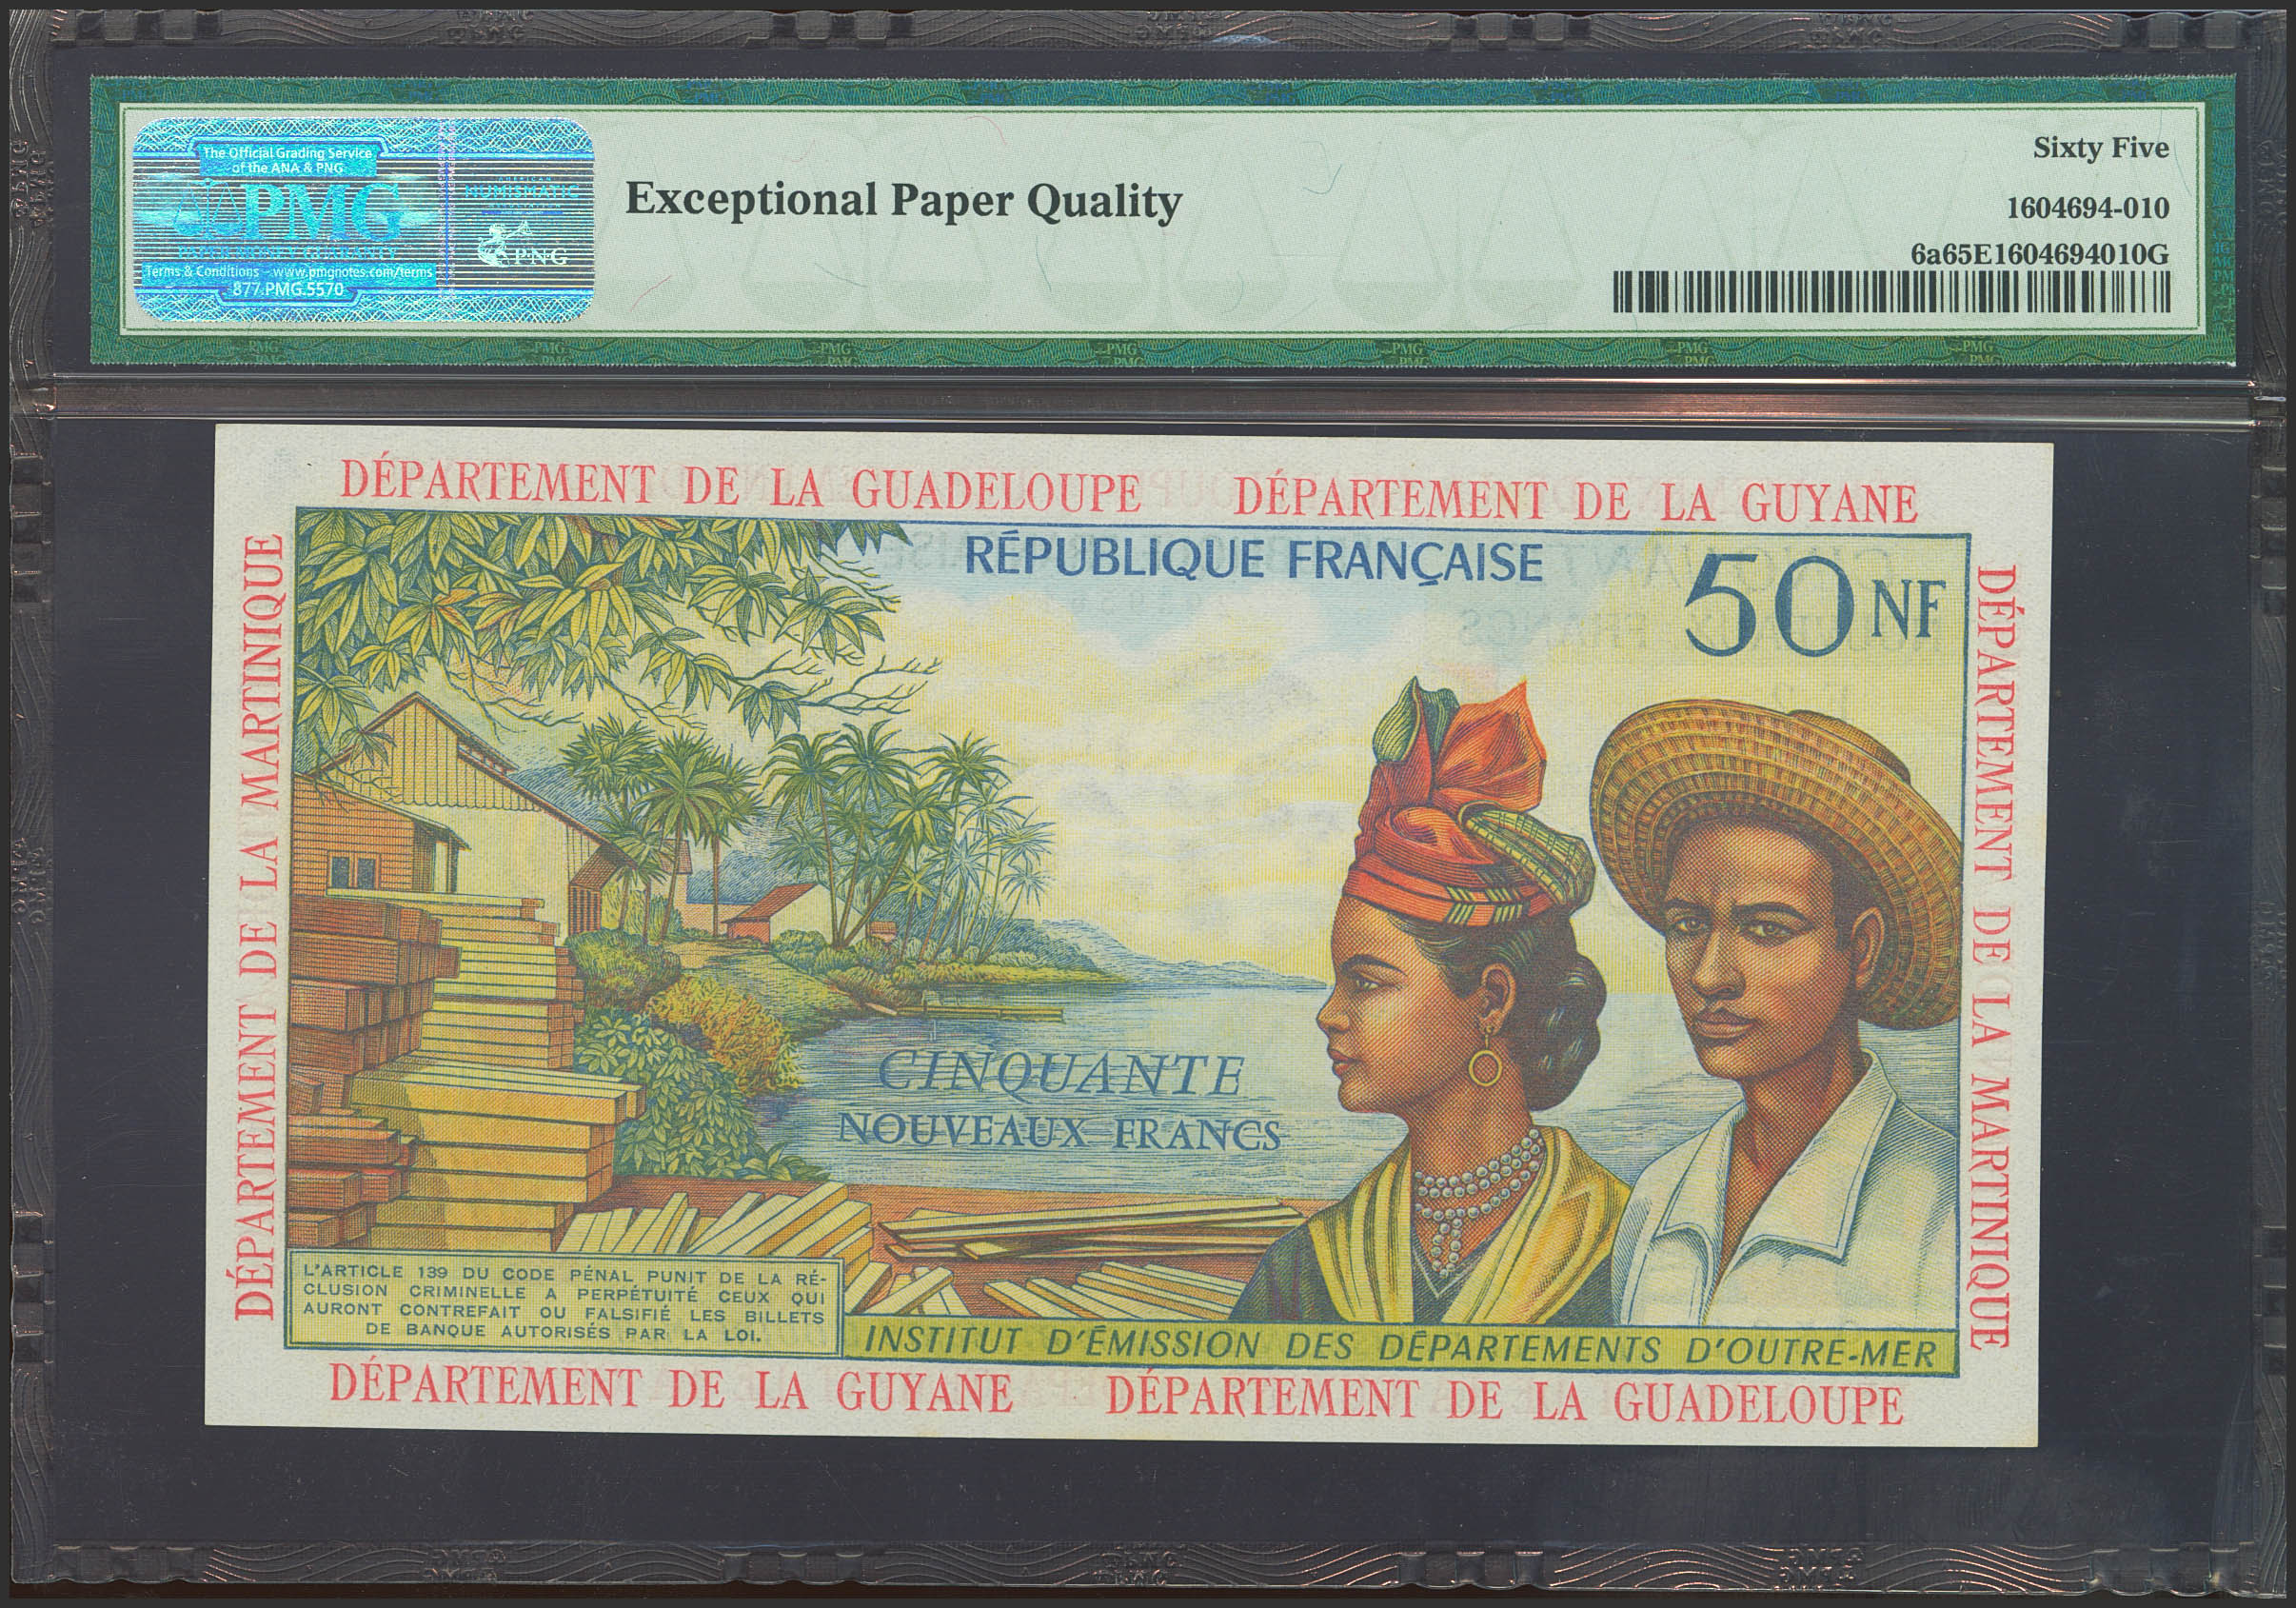 The Official Grading Service
of the ANA & PNG
PMG
NUMISMATIC
PNG
Terms & Conditions - www.pmgnotes.com/terms
877.PMG.5570
Exceptional Paper Quality
Sixty Five
1604694-010
6a65E1604694010G
DÉPARTEMENT DE LA GUADELOUPE DÉPARTEMENT DE LA GUYANE
DÉPARTEMENT DE LA MARTINIQUE
RÉPUBLIQUE FRANÇAISE
50 NF
DÉPARTEMENT DE LA MARTINIQUE
CINQUANTE
NOUVEAUX FRANCS
L'ARTICLE 139 DU CODE PÉNAL PUNIT DE LA RÉ-
CLUSION CRIMINELLE A PERPÉTUITÉ CEUX QUI
AURONT CONTREFAIT OU FALSIFIÉ LES BILLETS
DE BANQUE AUTORISÉS PAR LA LOI.
INSTITUT D'ÉMISSION DES DÉPARTEMENTS D'OUTRE-MER
DÉPARTEMENT DE LA GUYANE DÉPARTEMENT DE LA GUADELOUPE